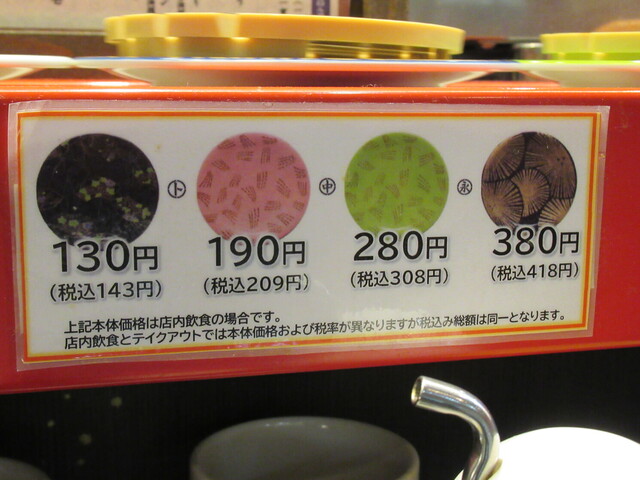 ト 中 永
130円 190円 280円 380円
(税込143円) (税込209円) (税込308円) (税込418円)
上記本体価格は店内飲食の場合です。
店内飲食とテイクアウトでは本体価格および税率が異なりますが税込み総額は同一となります。